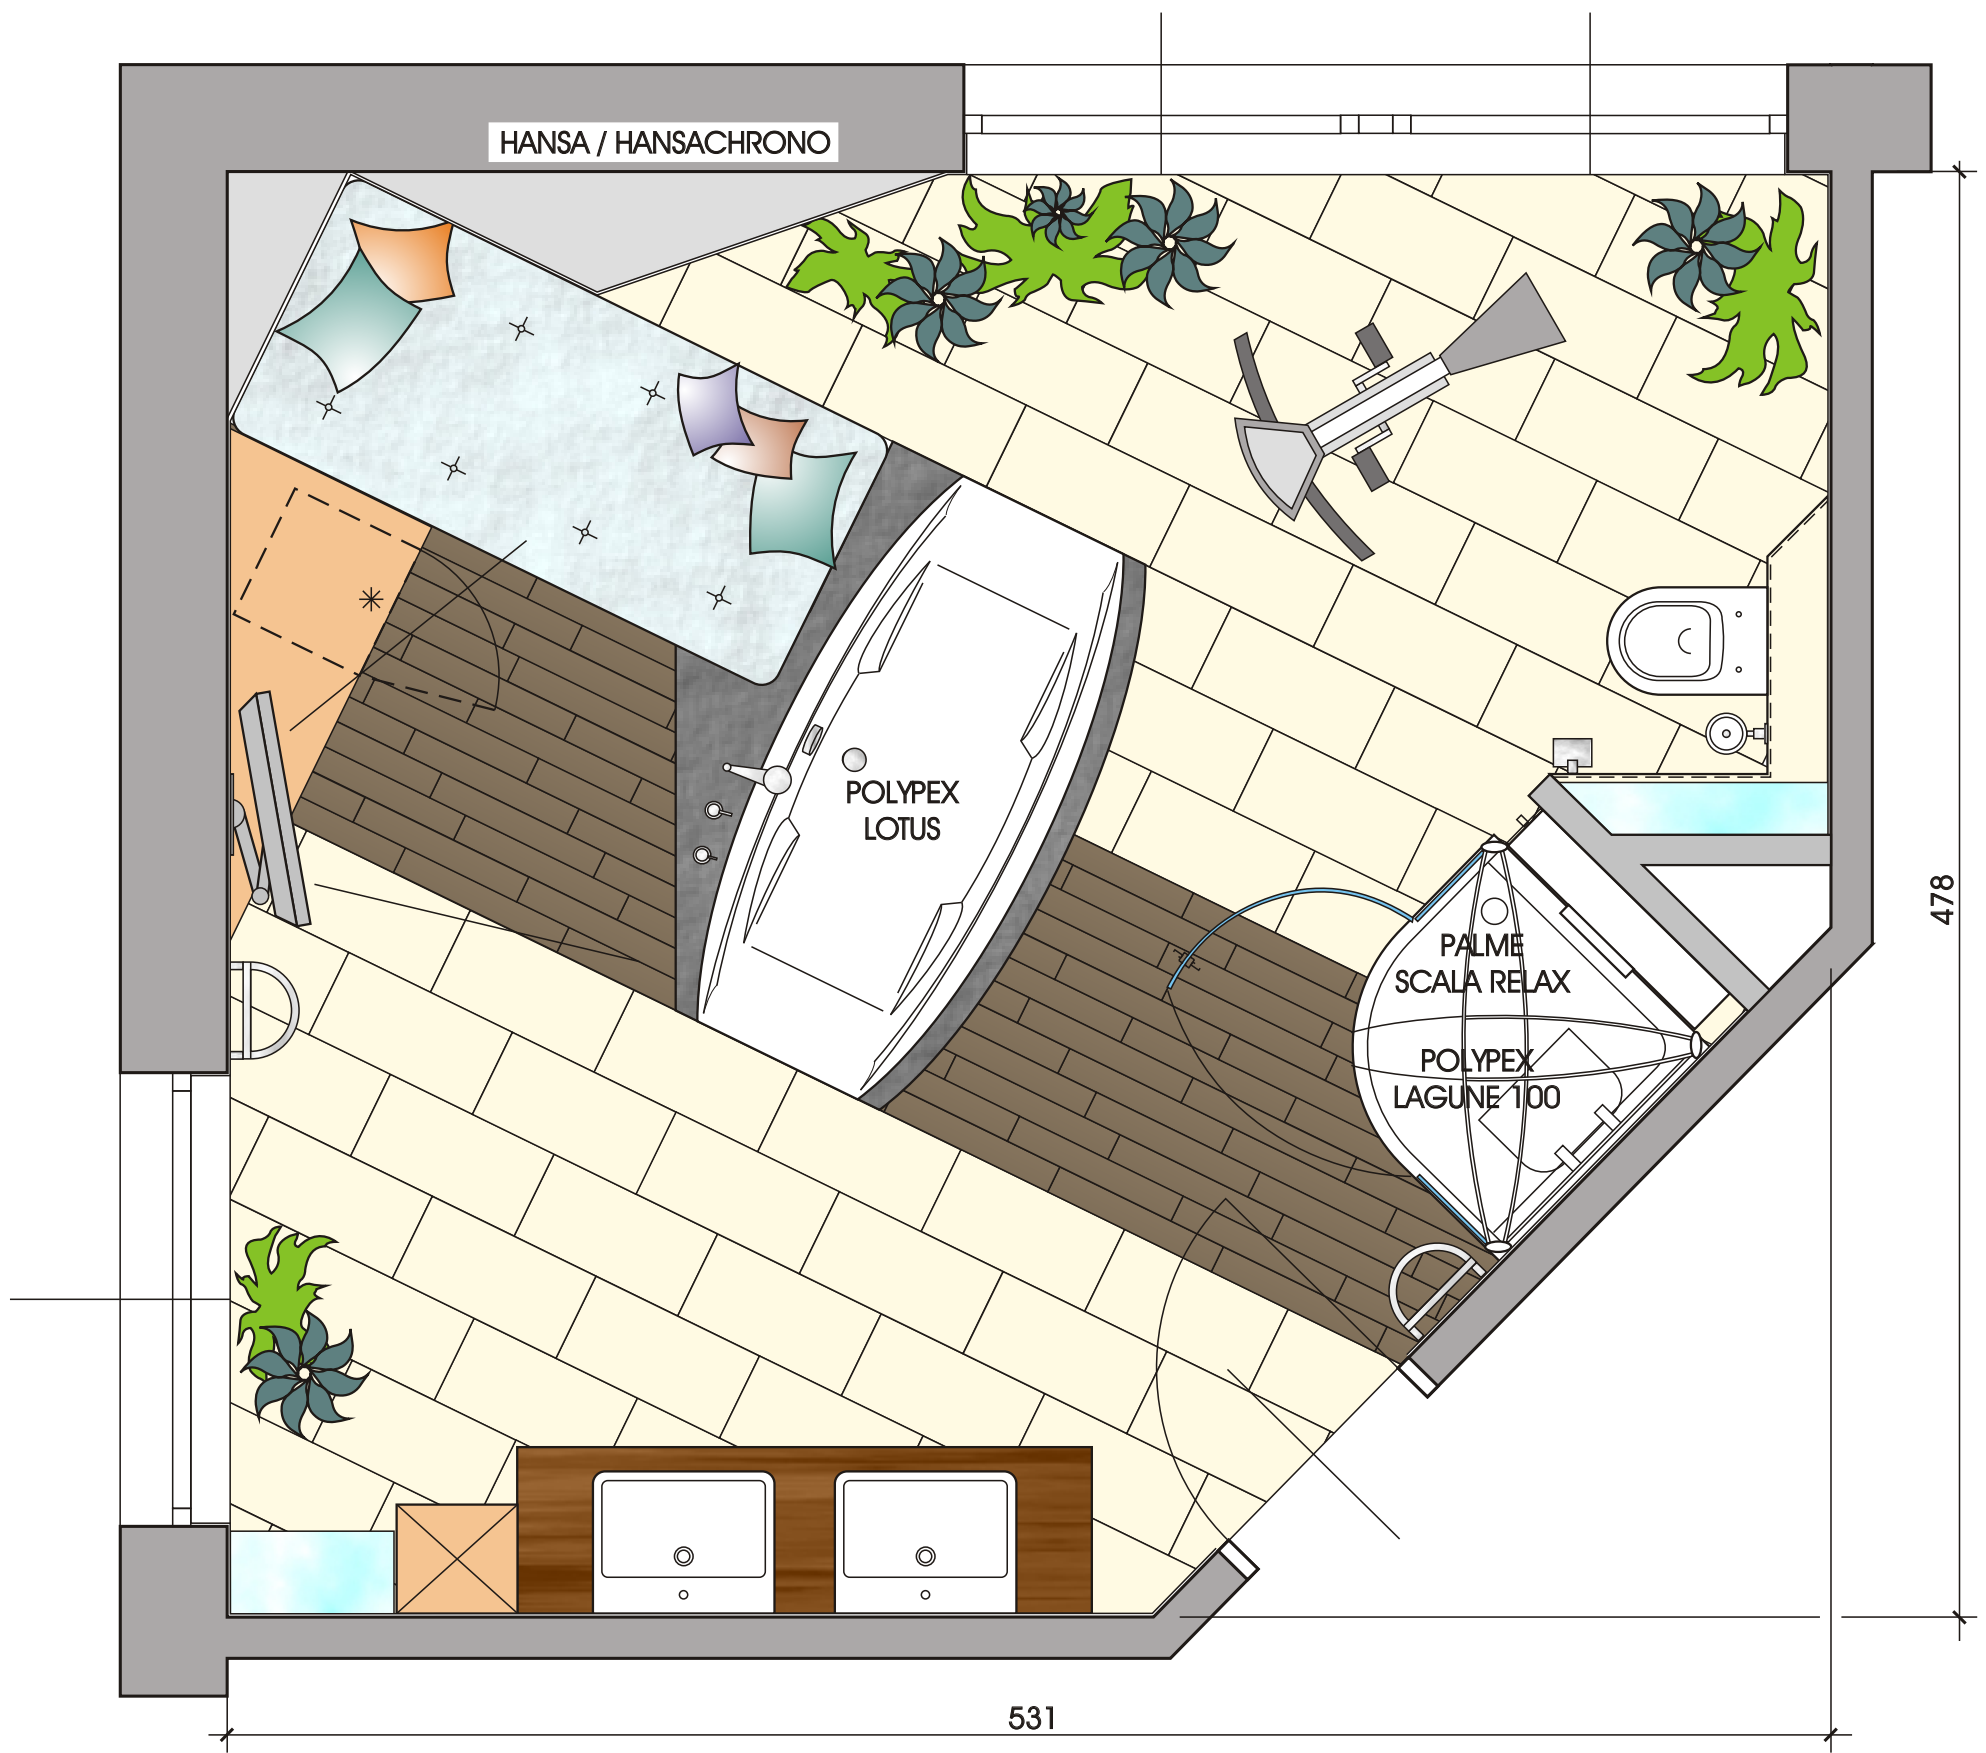 HANSA / HANSACHRONO
POLYPEX
LOTUS
PALME
SCALA RELAX
POLYPEX
LAGUNE 100
478
531